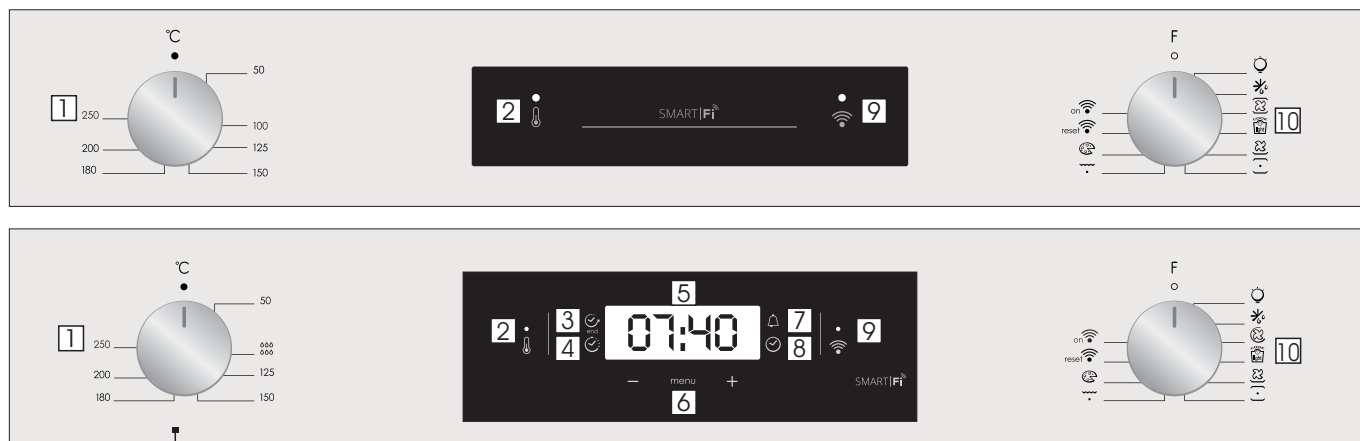 ℃ F
1 50
250 100
200 125
180 150
2 SMART|Fi 9
on
reset
light
10
℃ F
1 50
250
200 125
180 150
2 3 end 4
5
07:40
7 8 9
− menu +
6
SMART|Fi
on
reset
10